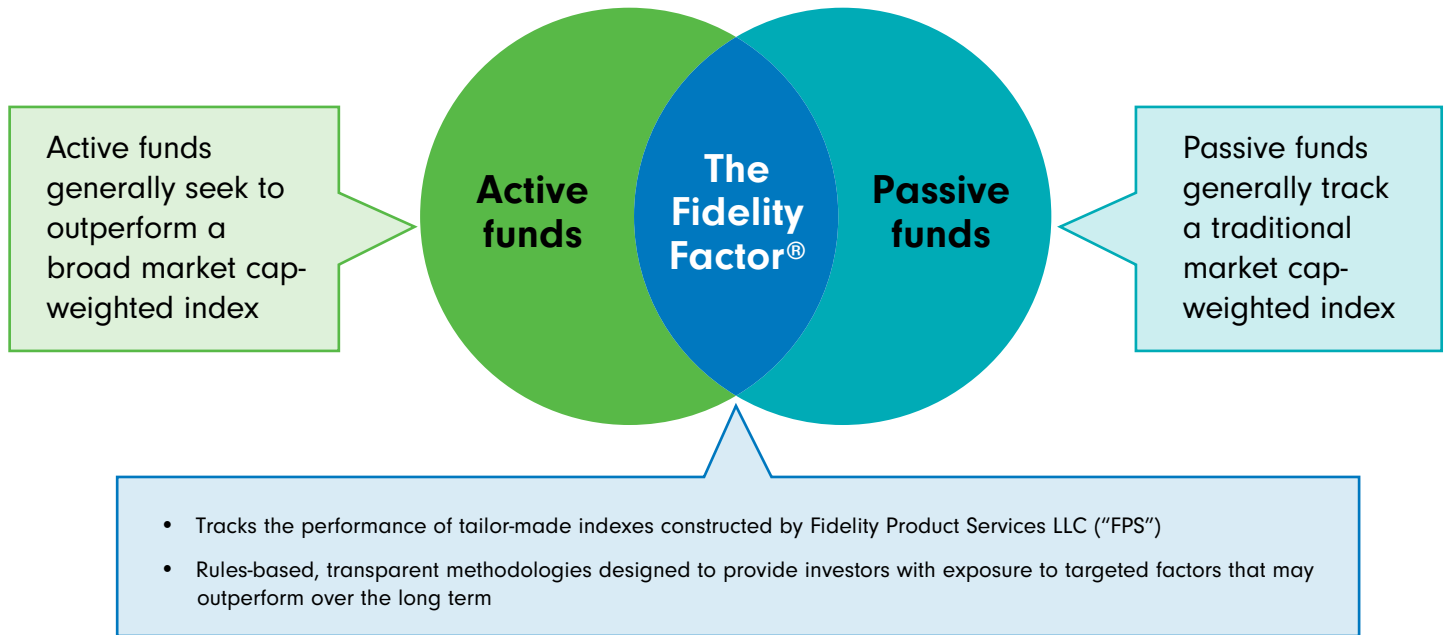 Active funds
generally seek to
outperform a
broad market cap-
weighted index
Active
funds
The
Fidelity
Factor®
Passive
funds
Passive funds
generally track
a traditional
market cap-
weighted index
• Tracks the performance of tailor-made indexes constructed by Fidelity Product Services LLC (“FPS”)
• Rules-based, transparent methodologies designed to provide investors with exposure to targeted factors that may
outperform over the long term